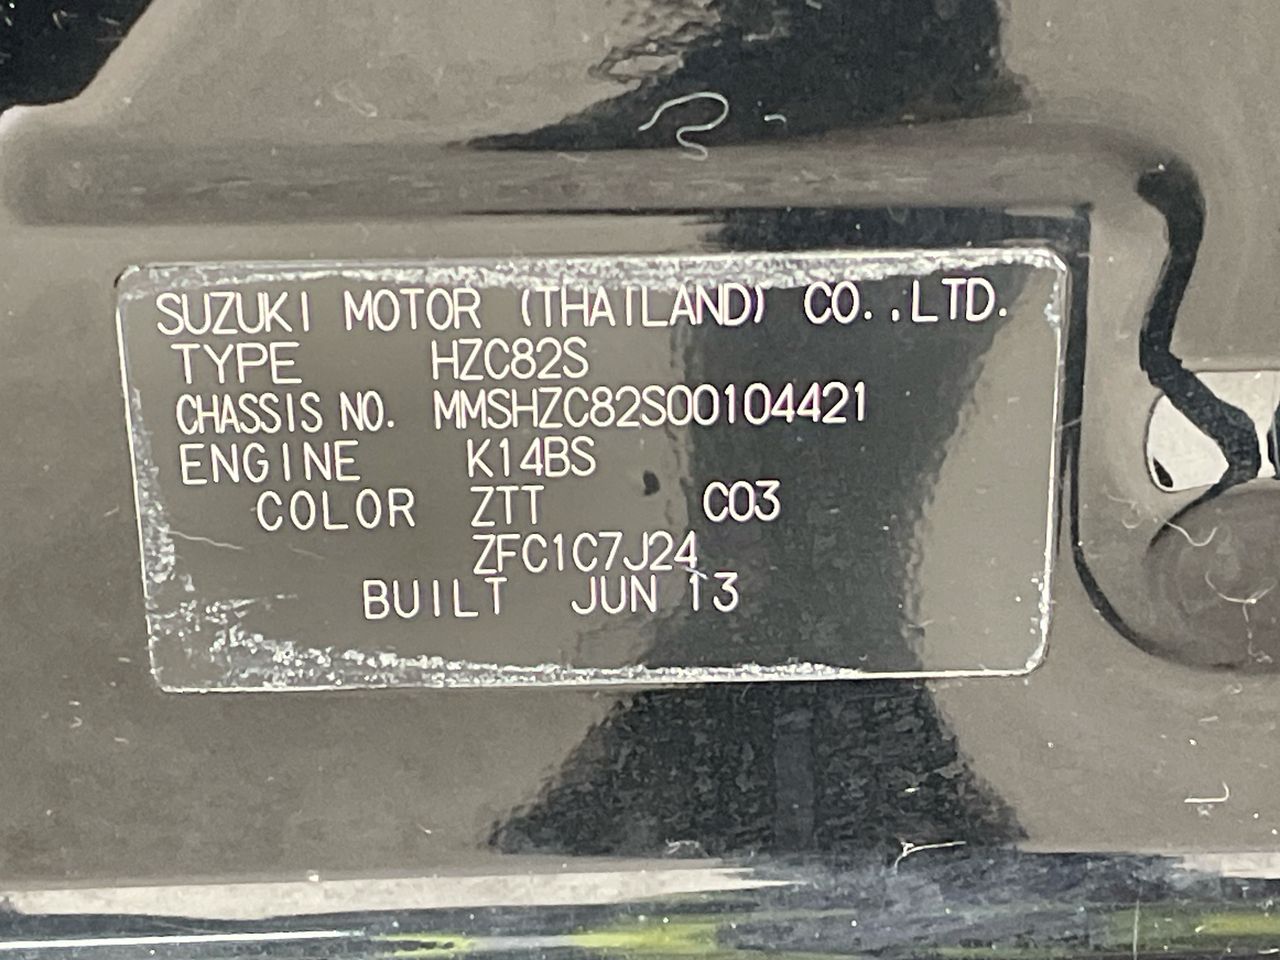 SUZUKI MOTOR (THAILAND) CO.,LTD.
TYPE HZC82S
CHASSIS NO. MMSHZC82S00104421
ENGINE K14BS
COLOR ZTT C03
ZFC1C7J24
BUILT JUN 13